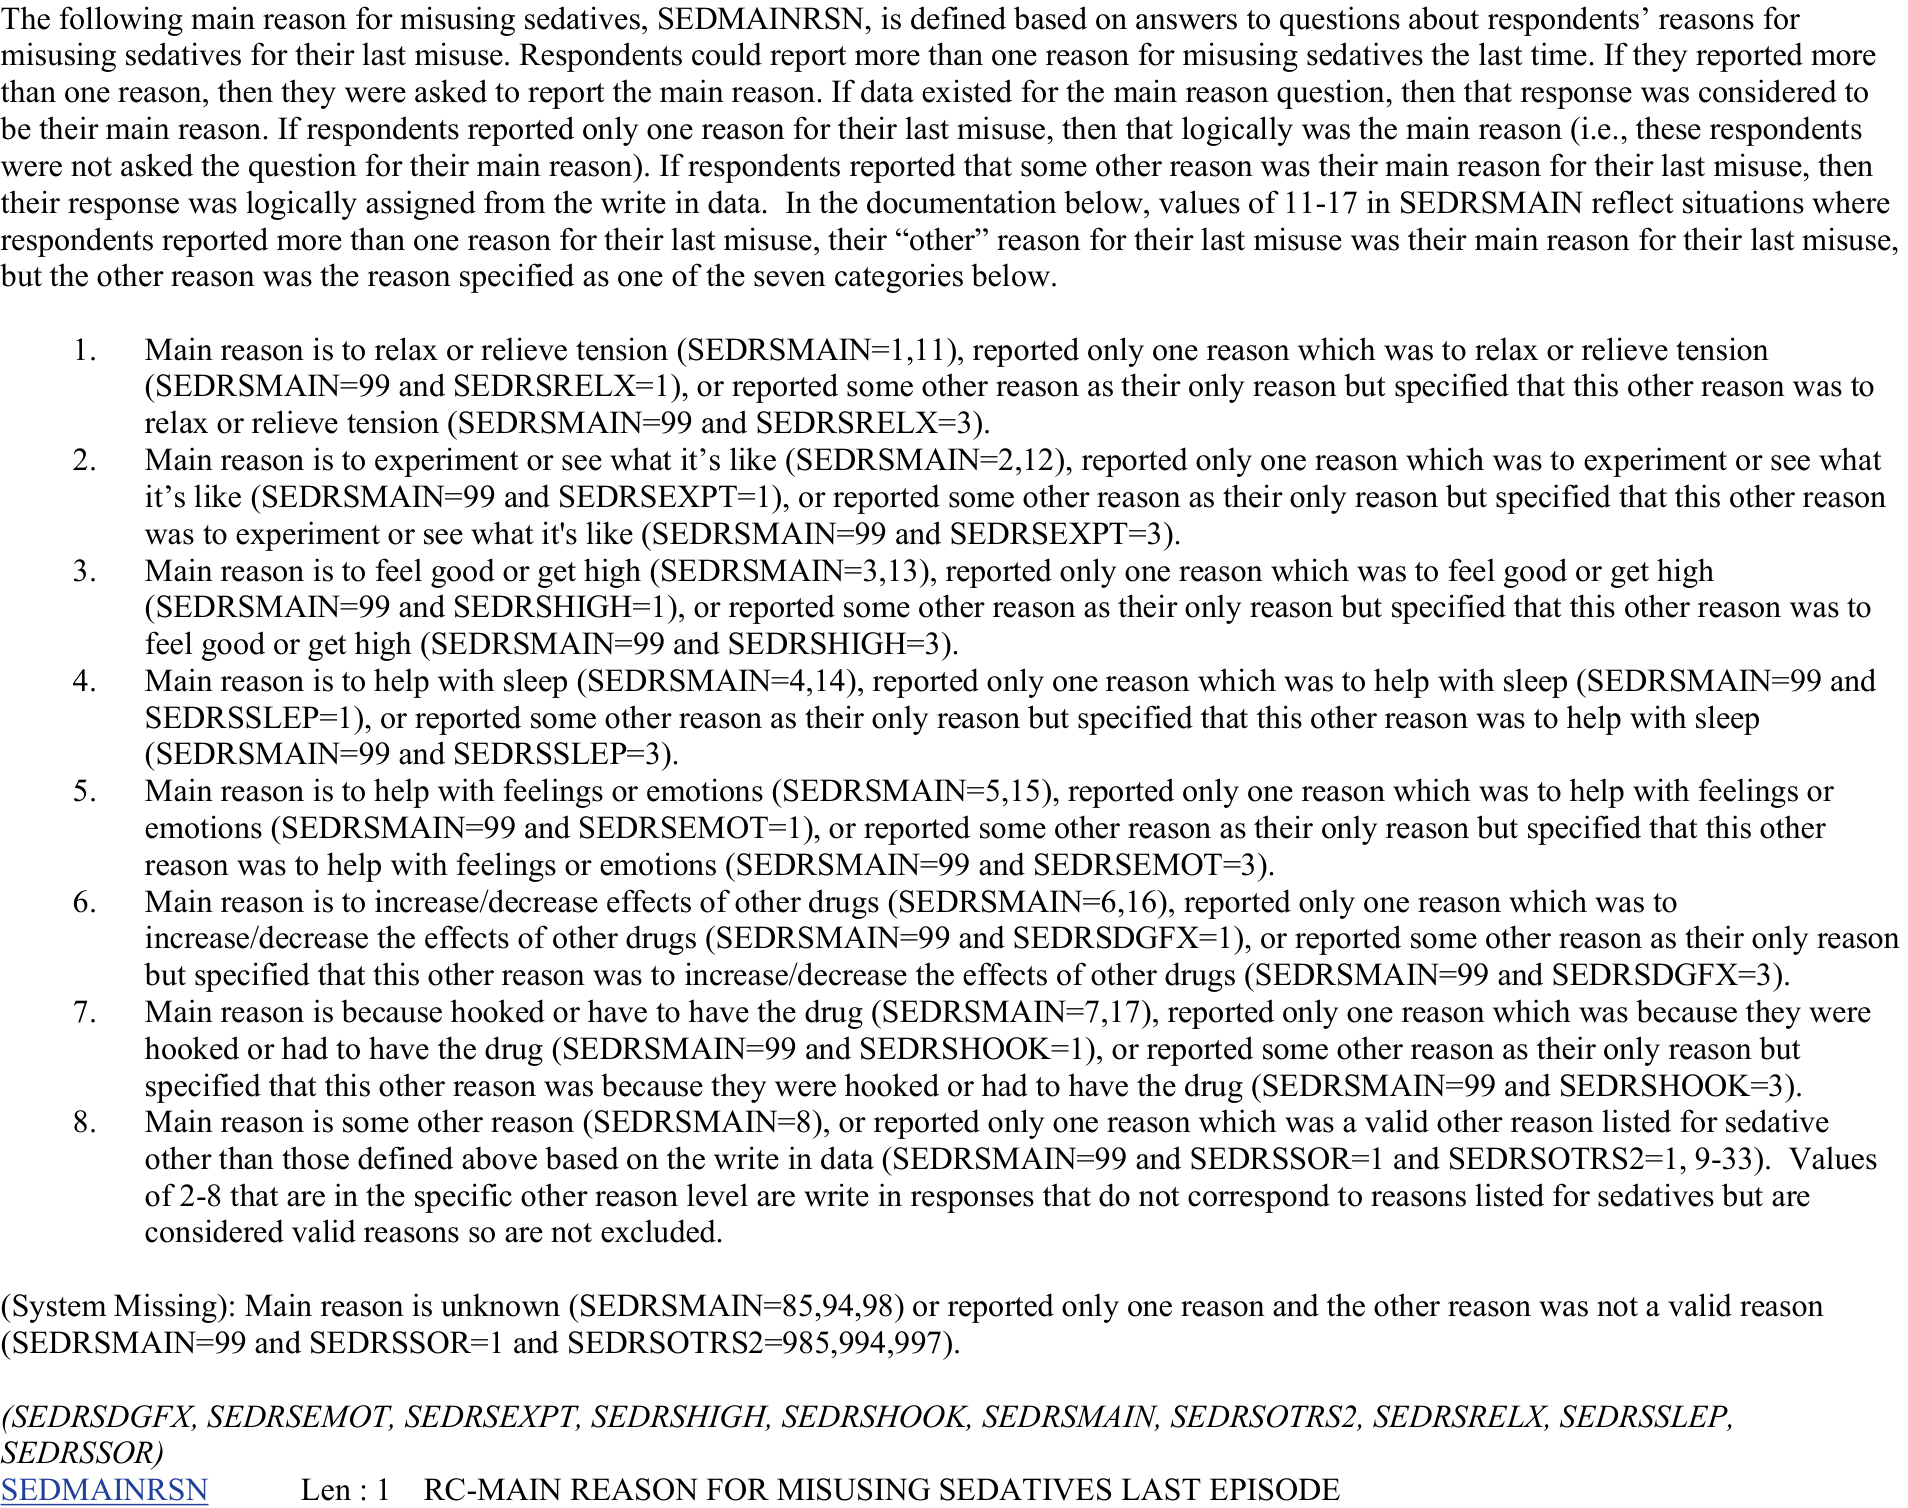 The following main reason for misusing sedatives, SEDMAINRSN, is defined based on answers to questions about respondents’ reasons for
misusing sedatives for their last misuse. Respondents could report more than one reason for misusing sedatives the last time. If they reported more
than one reason, then they were asked to report the main reason. If data existed for the main reason question, then that response was considered to
be their main reason. If respondents reported only one reason for their last misuse, then that logically was the main reason (i.e., these respondents
were not asked the question for their main reason). If respondents reported that some other reason was their main reason for their last misuse, then
their response was logically assigned from the write in data.  In the documentation below, values of 11-17 in SEDRSMAIN reflect situations where
respondents reported more than one reason for their last misuse, their “other” reason for their last misuse was their main reason for their last misuse,
but the other reason was the reason specified as one of the seven categories below.
1. Main reason is to relax or relieve tension (SEDRSMAIN=1,11), reported only one reason which was to relax or relieve tension
(SEDRSMAIN=99 and SEDRSRELX=1), or reported some other reason as their only reason but specified that this other reason was to
relax or relieve tension (SEDRSMAIN=99 and SEDRSRELX=3).
2. Main reason is to experiment or see what it’s like (SEDRSMAIN=2,12), reported only one reason which was to experiment or see what
it’s like (SEDRSMAIN=99 and SEDRSEXPT=1), or reported some other reason as their only reason but specified that this other reason
was to experiment or see what it's like (SEDRSMAIN=99 and SEDRSEXPT=3).
3. Main reason is to feel good or get high (SEDRSMAIN=3,13), reported only one reason which was to feel good or get high
(SEDRSMAIN=99 and SEDRSHIGH=1), or reported some other reason as their only reason but specified that this other reason was to
feel good or get high (SEDRSMAIN=99 and SEDRSHIGH=3).
4. Main reason is to help with sleep (SEDRSMAIN=4,14), reported only one reason which was to help with sleep (SEDRSMAIN=99 and
SEDRSSLEP=1), or reported some other reason as their only reason but specified that this other reason was to help with sleep
(SEDRSMAIN=99 and SEDRSSLEP=3).
5. Main reason is to help with feelings or emotions (SEDRSMAIN=5,15), reported only one reason which was to help with feelings or
emotions (SEDRSMAIN=99 and SEDRSEMOT=1), or reported some other reason as their only reason but specified that this other
reason was to help with feelings or emotions (SEDRSMAIN=99 and SEDRSEMOT=3).
6. Main reason is to increase/decrease effects of other drugs (SEDRSMAIN=6,16), reported only one reason which was to
increase/decrease the effects of other drugs (SEDRSMAIN=99 and SEDRSDGFX=1), or reported some other reason as their only reason
but specified that this other reason was to increase/decrease the effects of other drugs (SEDRSMAIN=99 and SEDRSDGFX=3).
7. Main reason is because hooked or have to have the drug (SEDRSMAIN=7,17), reported only one reason which was because they were
hooked or had to have the drug (SEDRSMAIN=99 and SEDRSHOOK=1), or reported some other reason as their only reason but
specified that this other reason was because they were hooked or had to have the drug (SEDRSMAIN=99 and SEDRSHOOK=3).
8. Main reason is some other reason (SEDRSMAIN=8), or reported only one reason which was a valid other reason listed for sedative
other than those defined above based on the write in data (SEDRSMAIN=99 and SEDRSSOR=1 and SEDRSOTRS2=1, 9-33).  Values
of 2-8 that are in the specific other reason level are write in responses that do not correspond to reasons listed for sedatives but are
considered valid reasons so are not excluded.
(System Missing): Main reason is unknown (SEDRSMAIN=85,94,98) or reported only one reason and the other reason was not a valid reason
(SEDRSMAIN=99 and SEDRSSOR=1 and SEDRSOTRS2=985,994,997).
(SEDRSDGFX, SEDRSEMOT, SEDRSEXPT, SEDRSHIGH, SEDRSHOOK, SEDRSMAIN, SEDRSOTRS2, SEDRSRELX, SEDRSSLEP,
SEDRSSOR)
SEDMAINRSN Len : 1 RC-MAIN REASON FOR MISUSING SEDATIVES LAST EPISODE